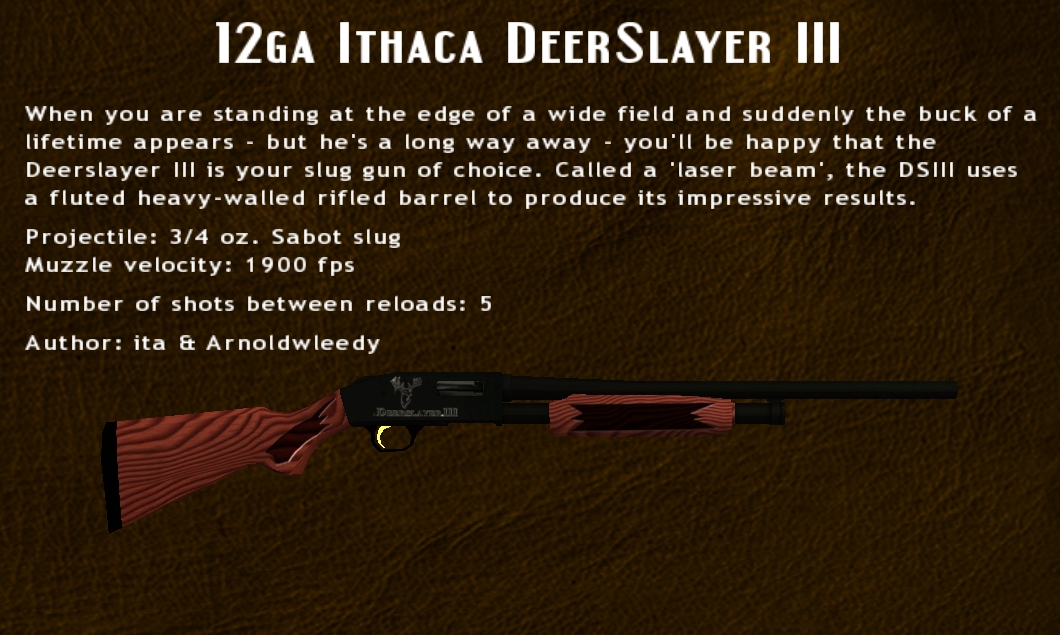 12ga Ithaca DeerSlayer III
When you are standing at the edge of a wide field and suddenly the buck of a
lifetime appears - but he's a long way away - you'll be happy that the
Deerslayer III is your slug gun of choice. Called a 'laser beam', the DSIII uses
a fluted heavy-walled rifled barrel to produce its impressive results.
Projectile: 3/4 oz. Sabot slug
Muzzle velocity: 1900 fps
Number of shots between reloads: 5
Author: ita & Arnoldwleedy
Deerslayer III